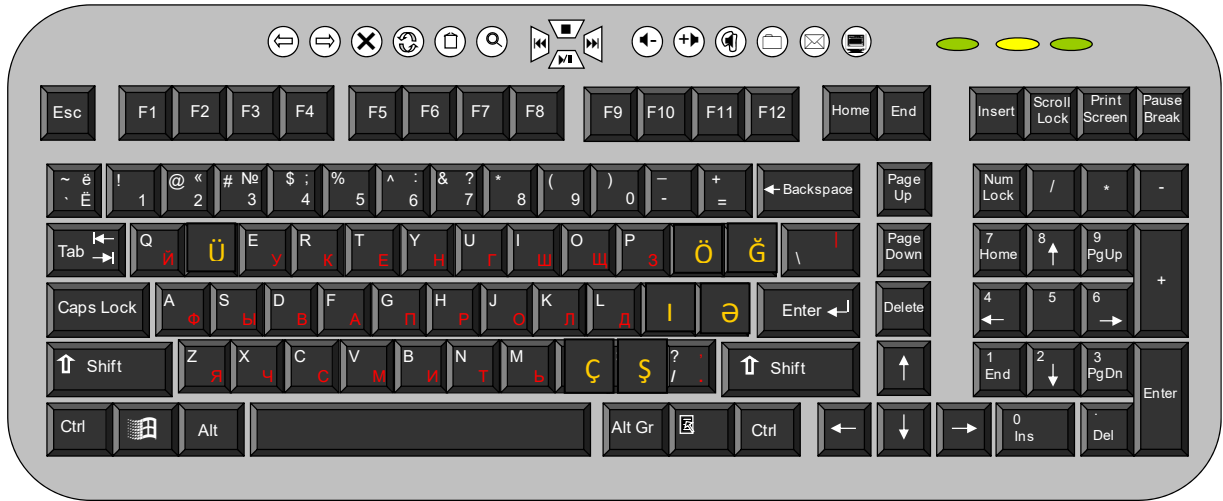 Esc F1 F2 F3 F4 F5 F6 F7 F8 F9 F10 F11 F12 Home End Insert Scroll Lock Print Screen Pause Break
~ ë ` Ë ! 1 @ « 2 # № 3 $ ; 4 % 5 ^ : 6 & ? 7 * 8 ( 9 ) 0 _ - + = Backspace Page Up Num Lock / * -
Tab Q Й Ü E У R К T Е Y Н U Г I Ш O Щ P З Ö Ğ | \ Page Down 7 Home 8 9 PgUp +
Caps Lock A Ф S Ы D В F А G П H Р J О K Л L Д I Ə Enter Delete 4 5 6
Shift Z Я X Ч C С V М B И N Т M Ь Ç Ş ? , / . Shift 1 End 2 3 PgDn Enter
Ctrl Alt Alt Gr Ctrl 0 Ins . Del